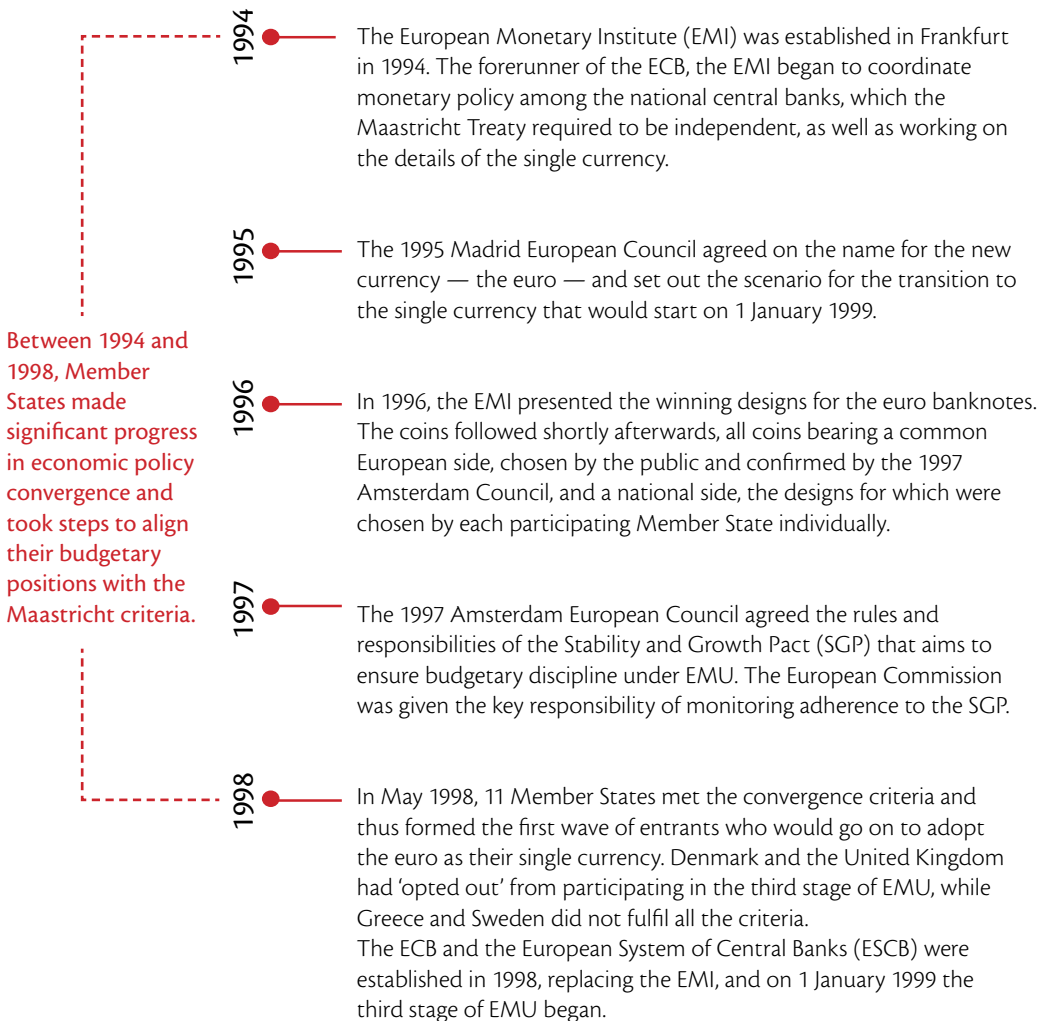 1994
The European Monetary Institute (EMI) was established in Frankfurt
in 1994. The forerunner of the ECB, the EMI began to coordinate
monetary policy among the national central banks, which the
Maastricht Treaty required to be independent, as well as working on
the details of the single currency.
1995
The 1995 Madrid European Council agreed on the name for the new
currency — the euro — and set out the scenario for the transition to
the single currency that would start on 1 January 1999.
Between 1994 and
1998, Member
States made
significant progress
in economic policy
convergence and
took steps to align
their budgetary
positions with the
Maastricht criteria.
1996
In 1996, the EMI presented the winning designs for the euro banknotes.
The coins followed shortly afterwards, all coins bearing a common
European side, chosen by the public and confirmed by the 1997
Amsterdam Council, and a national side, the designs for which were
chosen by each participating Member State individually.
1997
The 1997 Amsterdam European Council agreed the rules and
responsibilities of the Stability and Growth Pact (SGP) that aims to
ensure budgetary discipline under EMU. The European Commission
was given the key responsibility of monitoring adherence to the SGP.
1998
In May 1998, 11 Member States met the convergence criteria and
thus formed the first wave of entrants who would go on to adopt
the euro as their single currency. Denmark and the United Kingdom
had ‘opted out’ from participating in the third stage of EMU, while
Greece and Sweden did not fulfil all the criteria.
The ECB and the European System of Central Banks (ESCB) were
established in 1998, replacing the EMI, and on 1 January 1999 the
third stage of EMU began.